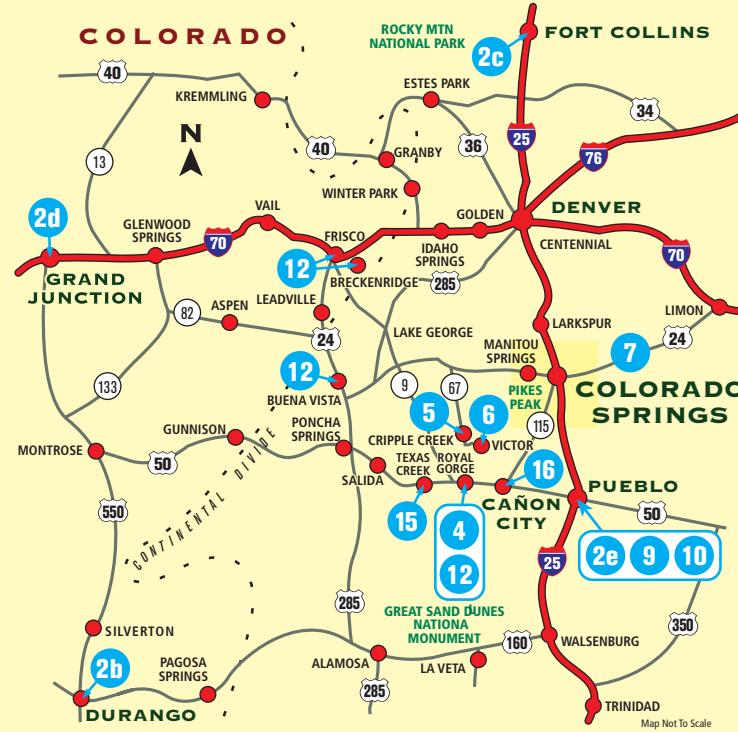 COLORADO
ROCKY MTN
NATIONAL PARK
2c
FORT COLLINS
40
KREMMLING
ESTES PARK
34
N
13
40
GRANBY
36
25
76
WINTER PARK
2d
GLENWOOD
SPRINGS
VAIL
70
FRISCO
GOLDEN
DENVER
IDAHO
SPRINGS
CENTENNIAL
GRAND
JUNCTION
12
BRECKENRIDGE
285
70
82
ASPEN
LEADVILLE
24
LAKE GEORGE
LARKSPUR
LIMON
24
MANITOU
SPRINGS
7
133
12
BUENA VISTA
9
67
PIKES
PEAK
COLORADO
SPRINGS
115
5
6
GUNNISON
PONCHA
SPRINGS
CRIPPLE CREEK
VICTOR
MONTROSE
50
SALIDA
TEXAS
CREEK
ROYAL
GORGE
16
CAÑON
CITY
PUEBLO
50
CONTINENTAL DIVIDE
550
15
4
12
25
2e
9
10
285
GREAT SAND DUNES
NATIONA
MONUMENT
350
SILVERTON
160
WALSENBURG
2b
PAGOSA
SPRINGS
ALAMOSA
LA VETA
285
DURANGO
TRINIDAD
Map Not To Scale